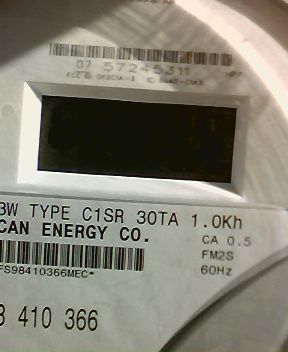 07 57245311
3W TYPE C1SR 30TA 1.0Kh
CAN ENERGY CO.
CA 0.5
FM2S
60Hz
FS98410366MEC*
3 410 366